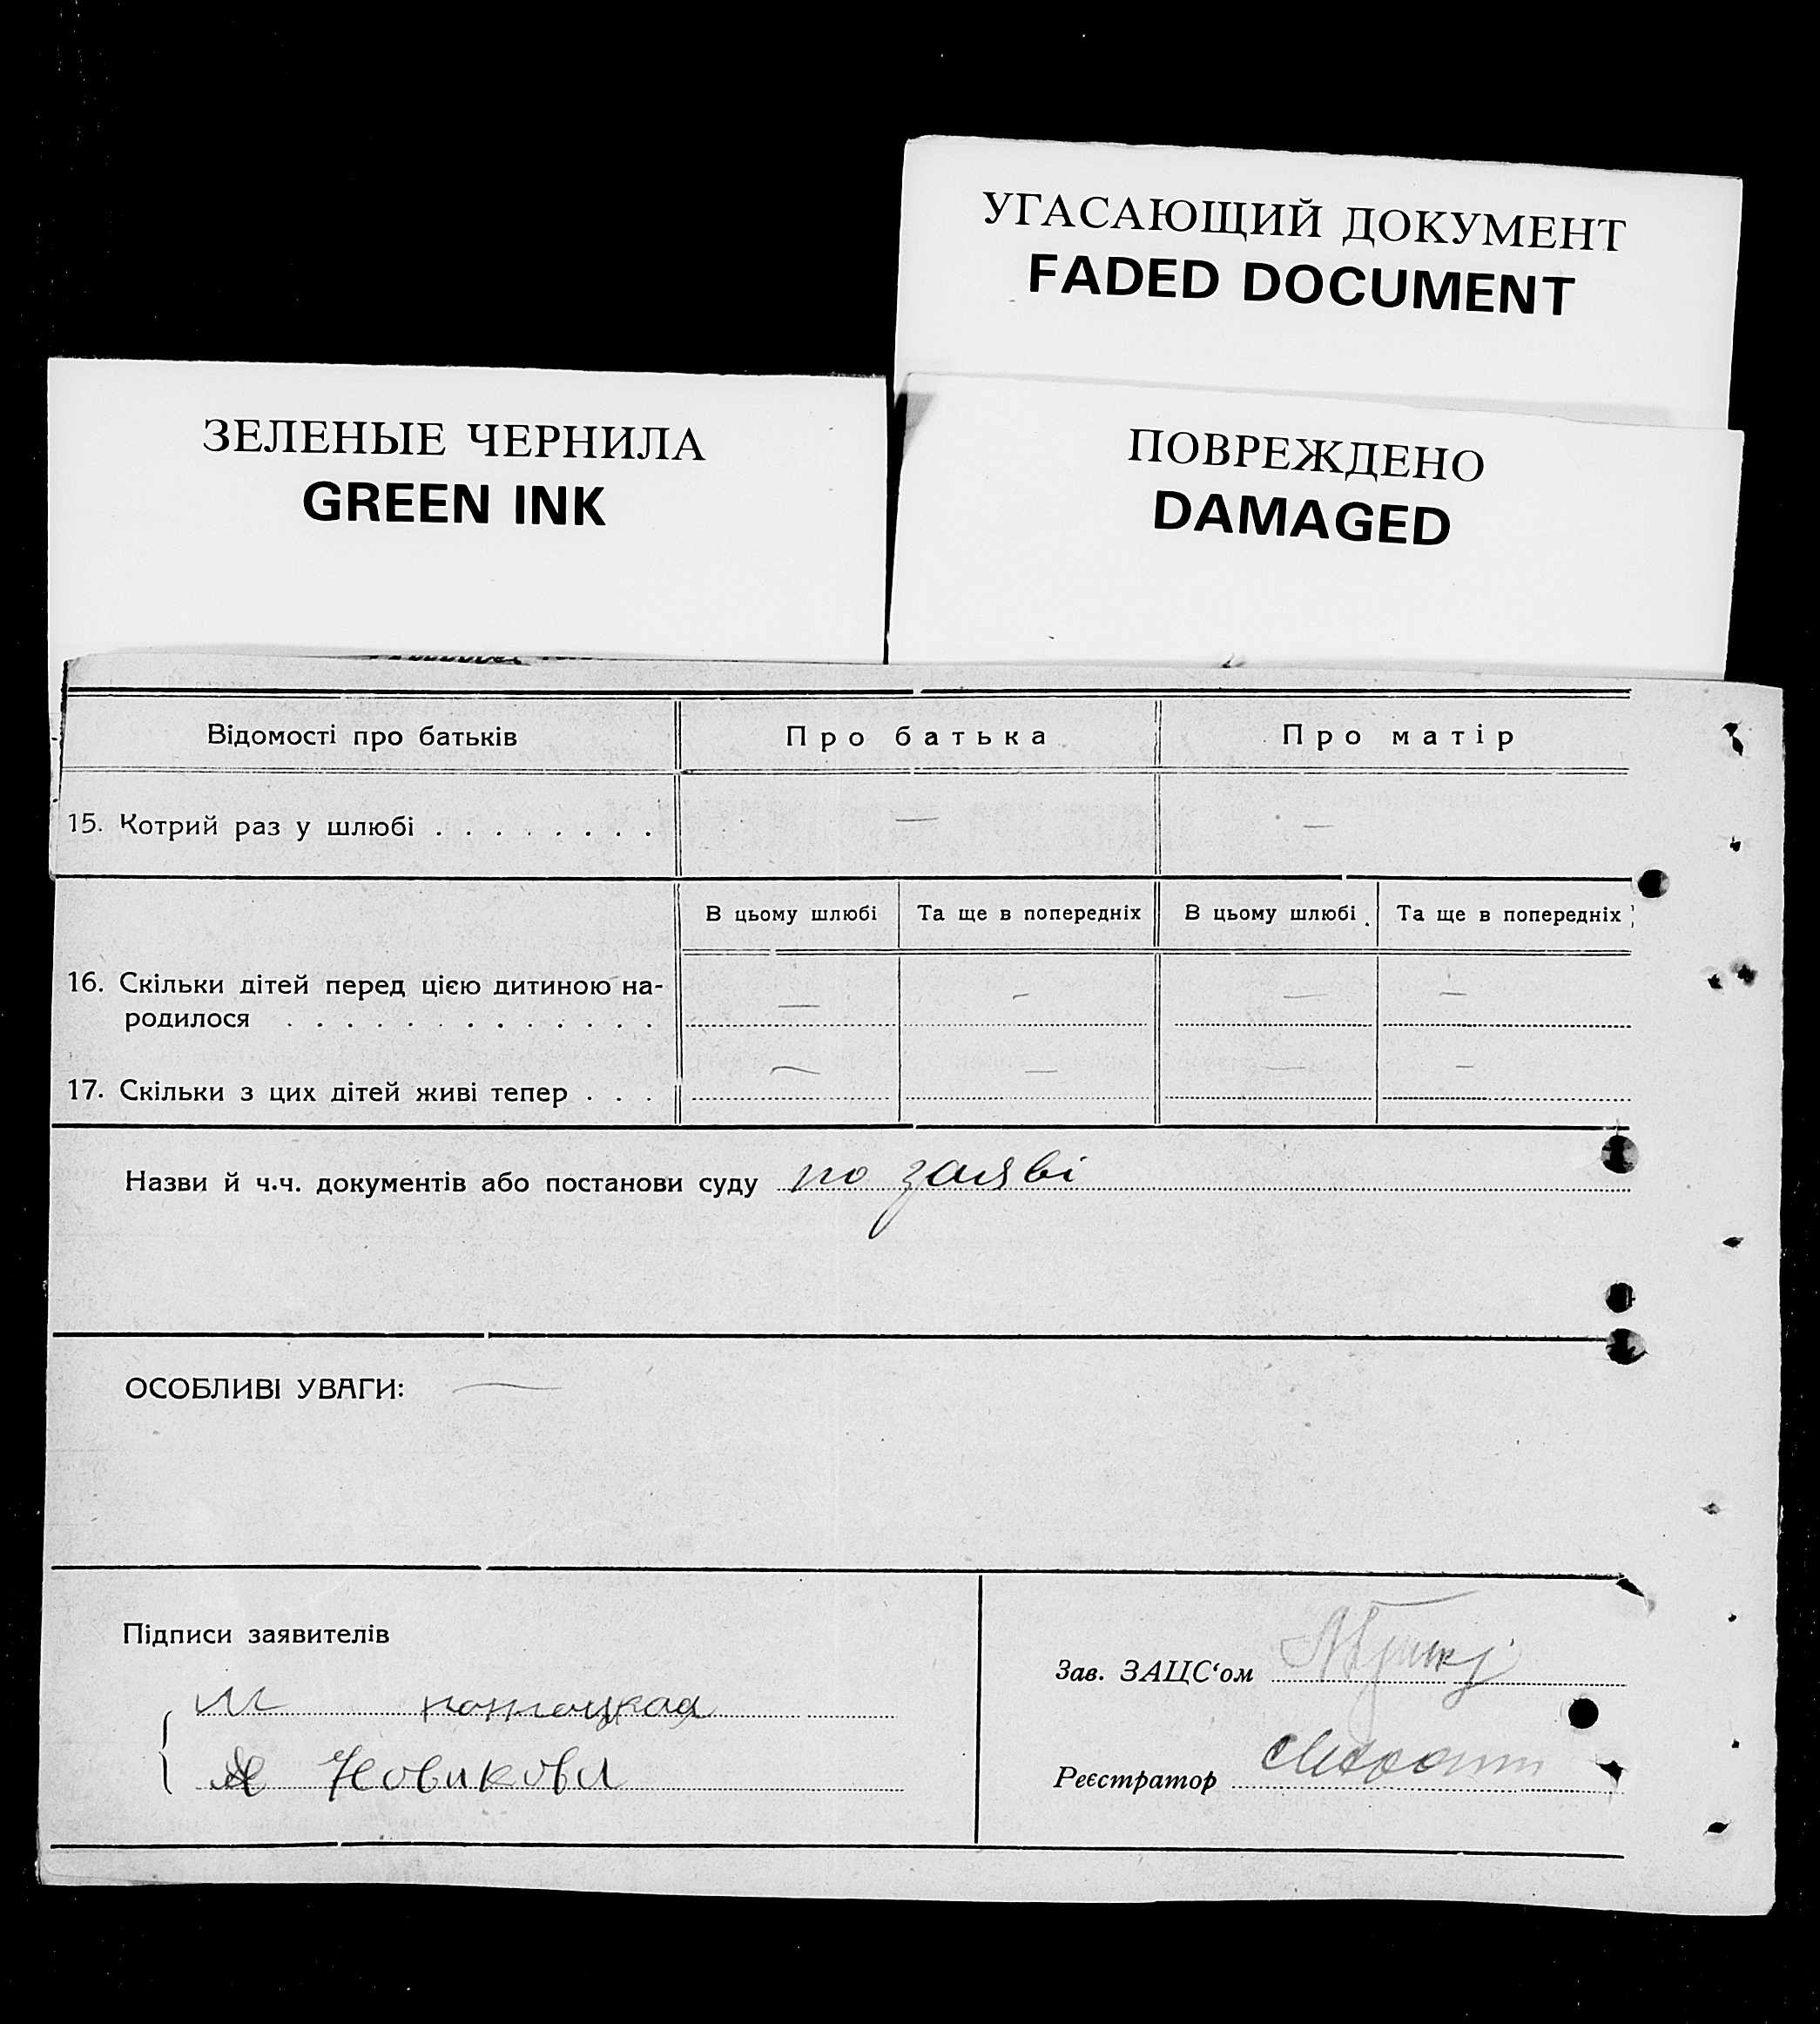 УГАСАЮЩИЙ ДОКУМЕНТ
FADED DOCUMENT
ЗЕЛЕНЫЕ ЧЕРНИЛА
GREEN INK
ПОВРЕЖДЕНО
DAMAGED
Відомості про батьків Про батька Про матір
15. Котрий раз у шлюбі . . . . . . . . — —
В цьому шлюбі Та ще в попередніх В цьому шлюбі Та ще в попередніх
16. Скільки дітей перед цією дитиною на-
родилося . . . . . . . . . . . . . — — — —
17. Скільки з цих дітей живі тепер . . . — — — —
Назви й ч.ч. документів або постанови суду по заяві
ОСОБЛИВІ УВАГИ: —
Підписи заявителів
Зав. ЗАЦС‘ом
М потоцкая
Новикова
Реєстратор